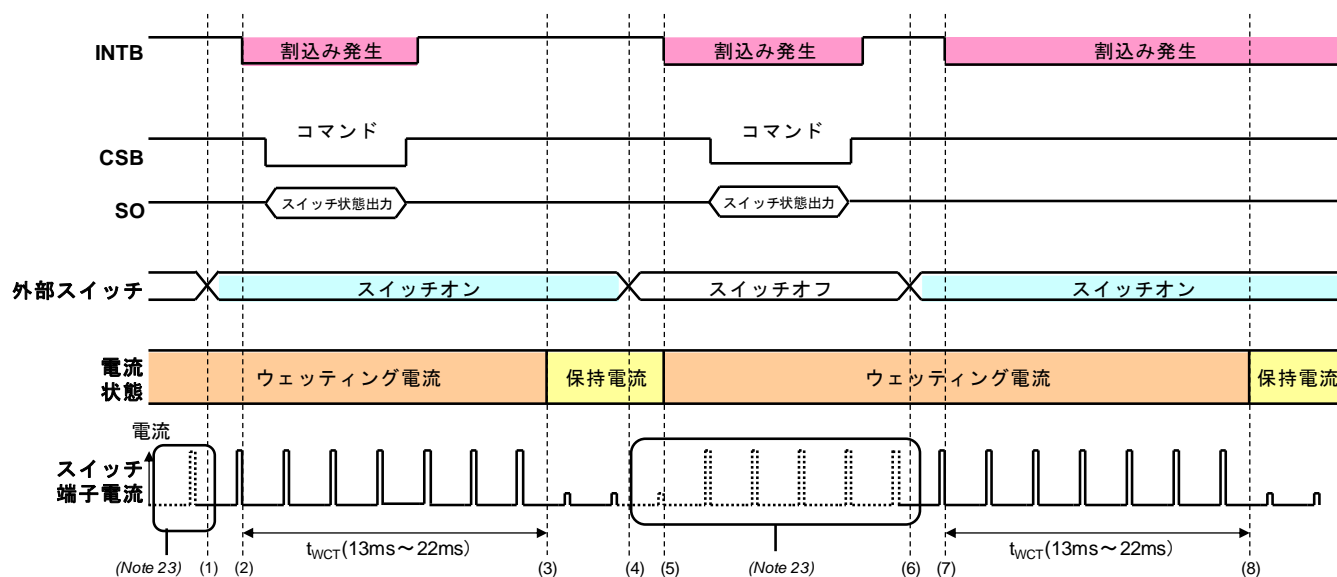 INTB
割込み発生
割込み発生
割込み発生
コマンド
コマンド
CSB
SO
スイッチ状態出力
スイッチ状態出力
外部スイッチ
スイッチオン
スイッチオフ
スイッチオン
電流
状態
ウェッティング電流
保持電流
ウェッティング電流
保持電流
電流
スイッチ
端子電流
tWCT(13ms～22ms)
tWCT(13ms～22ms)
(Note 23) (1) (2) (3) (4) (5) (Note 23) (6) (7) (8)